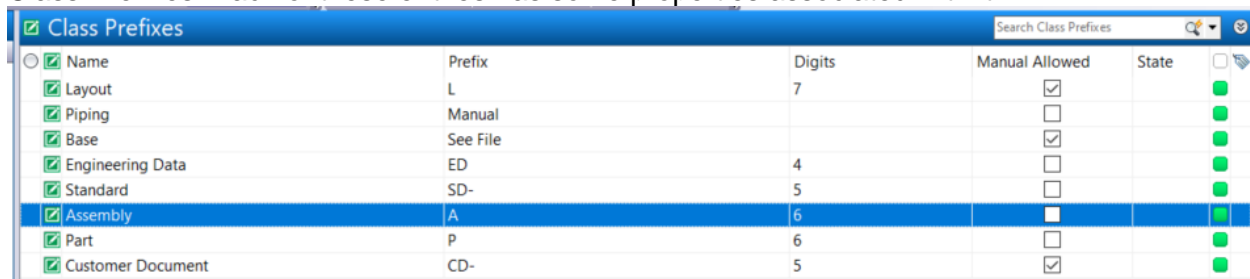 Class Prefixes
Search Class Prefixes
Name Prefix Digits Manual Allowed State
Layout L 7
Piping Manual
Base See File
Engineering Data ED 4
Standard SD- 5
Assembly A 6
Part P 6
Customer Document CD- 5